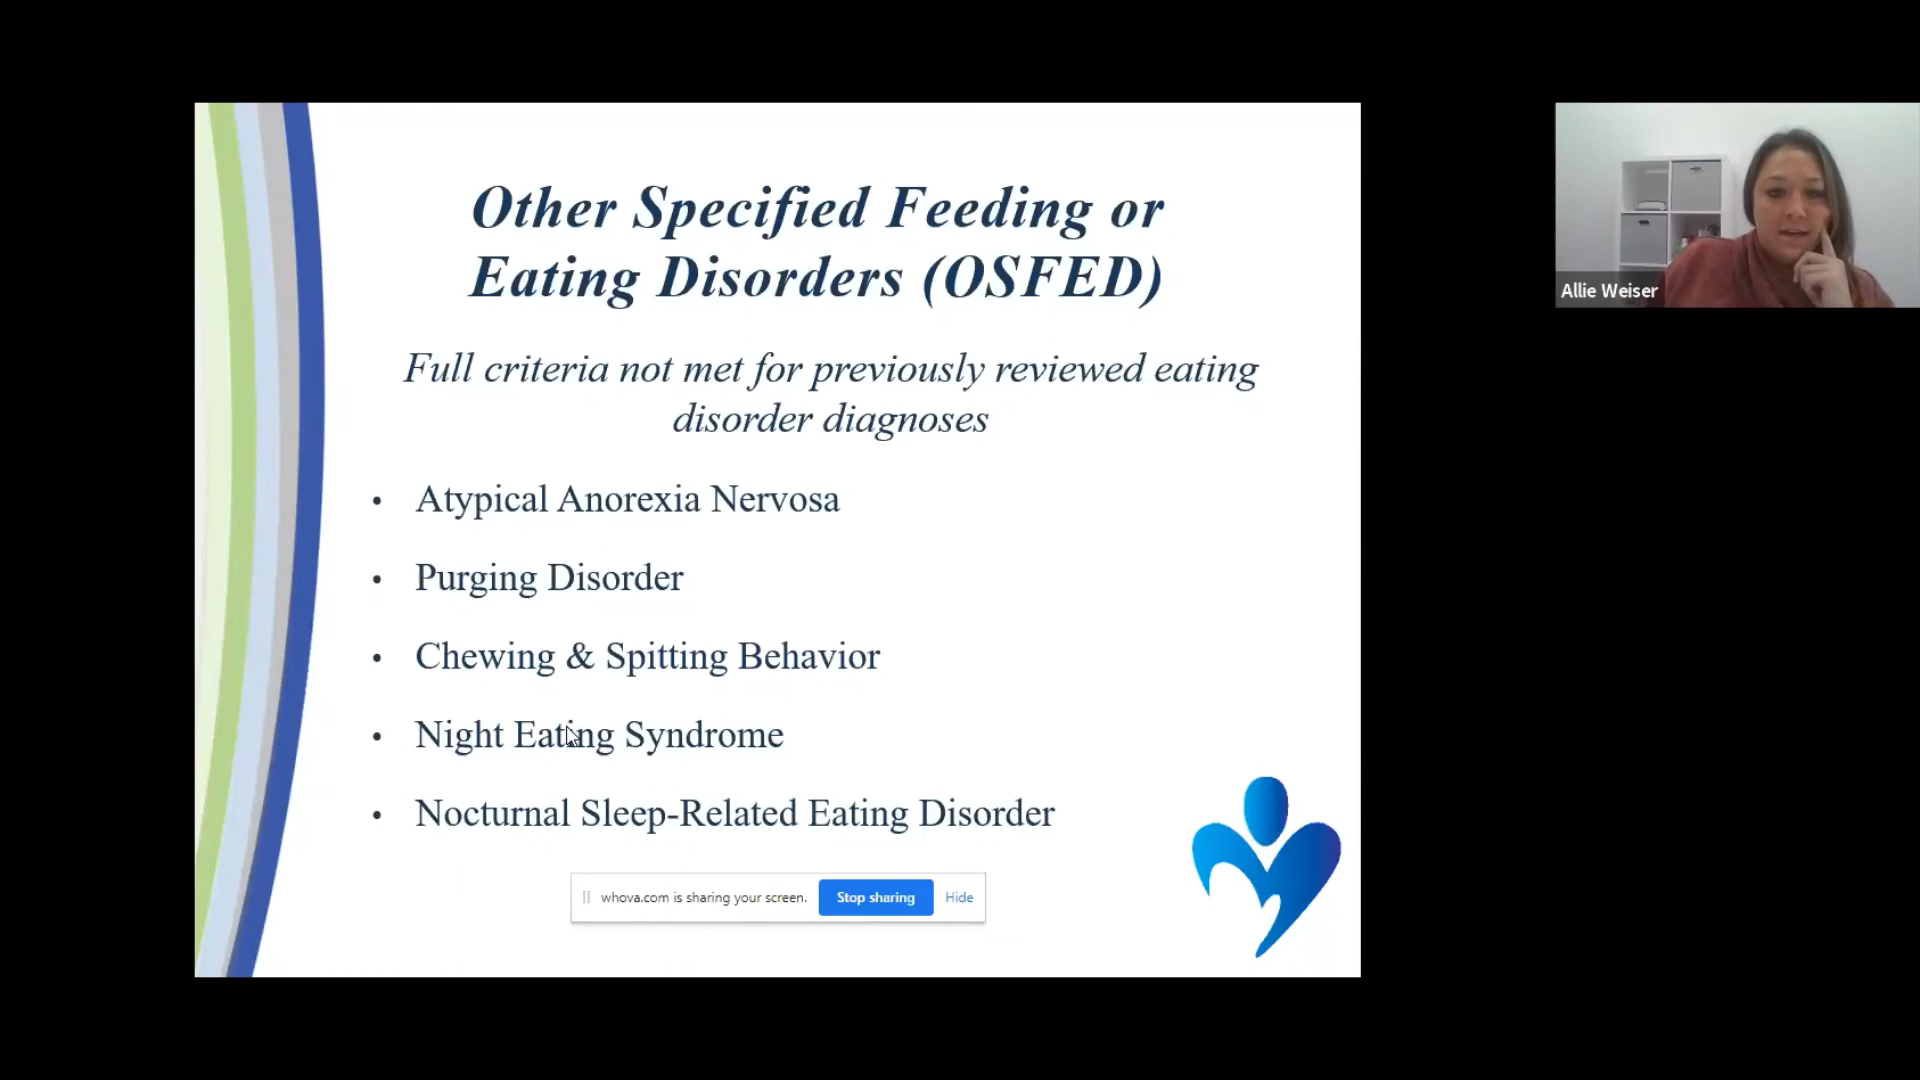 Other Specified Feeding or
Eating Disorders (OSFED)
Full criteria not met for previously reviewed eating
disorder diagnoses
• Atypical Anorexia Nervosa
• Purging Disorder
• Chewing & Spitting Behavior
• Night Eating Syndrome
• Nocturnal Sleep-Related Eating Disorder
whova.com is sharing your screen. Stop sharing Hide
Allie Weiser